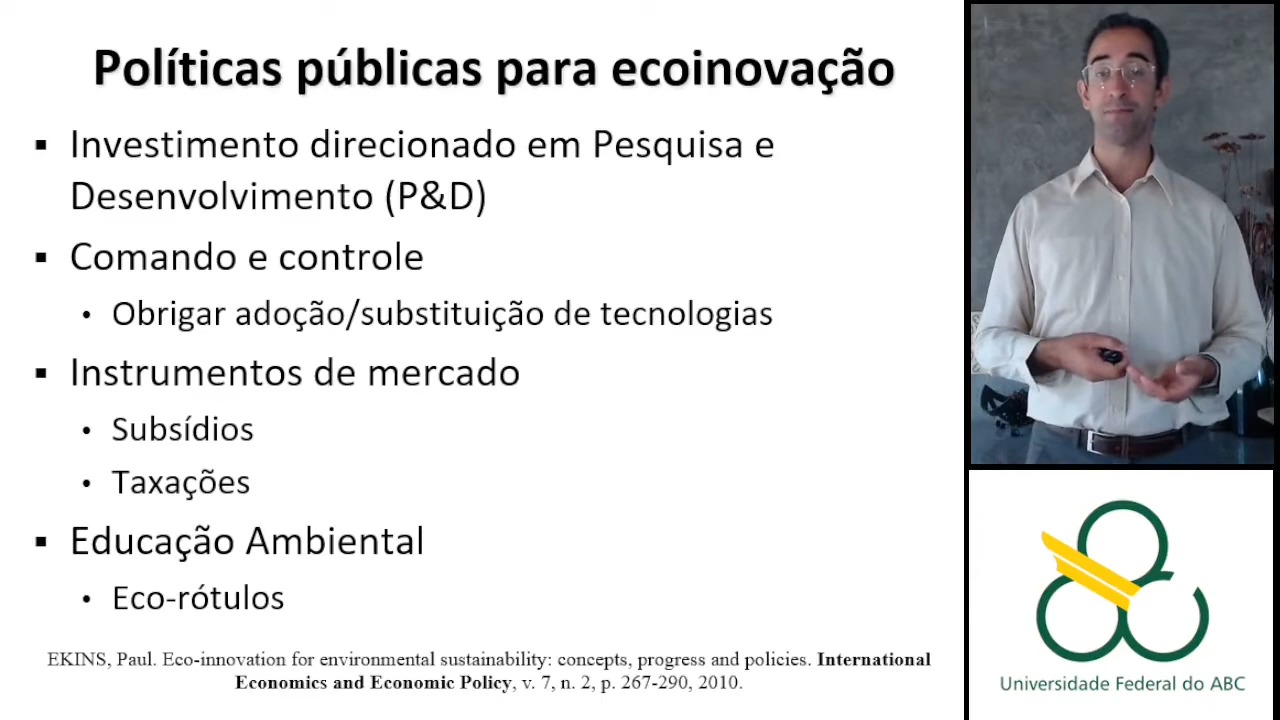 Políticas públicas para ecoinovação
▪ Investimento direcionado em Pesquisa e
Desenvolvimento (P&D)
▪ Comando e controle
• Obrigar adoção/substituição de tecnologias
▪ Instrumentos de mercado
• Subsídios
• Taxações
▪ Educação Ambiental
• Eco-rótulos
EKINS, Paul. Eco-innovation for environmental sustainability: concepts, progress and policies. International
Economics and Economic Policy, v. 7, n. 2, p. 267-290, 2010.
Universidade Federal do ABC